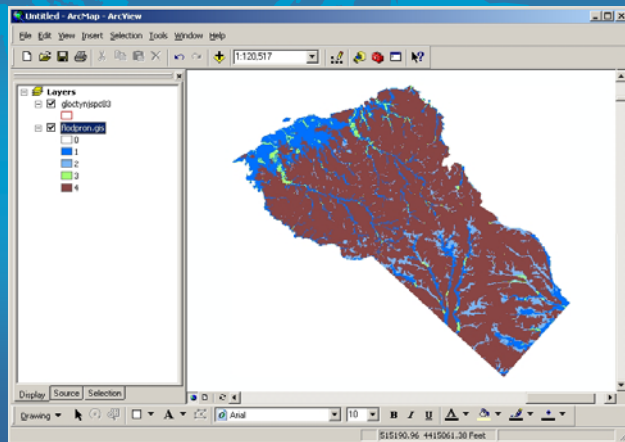 Untitled - ArcMap - ArcView
File Edit View Insert Selection Tools Window Help
1:120,517
Layers
gloctynjspc83
flodpron.gis
0
1
2
3
4
Display Source Selection
Drawing
A
Arial
10
B I U A
515190.96 4415061.30 Feet